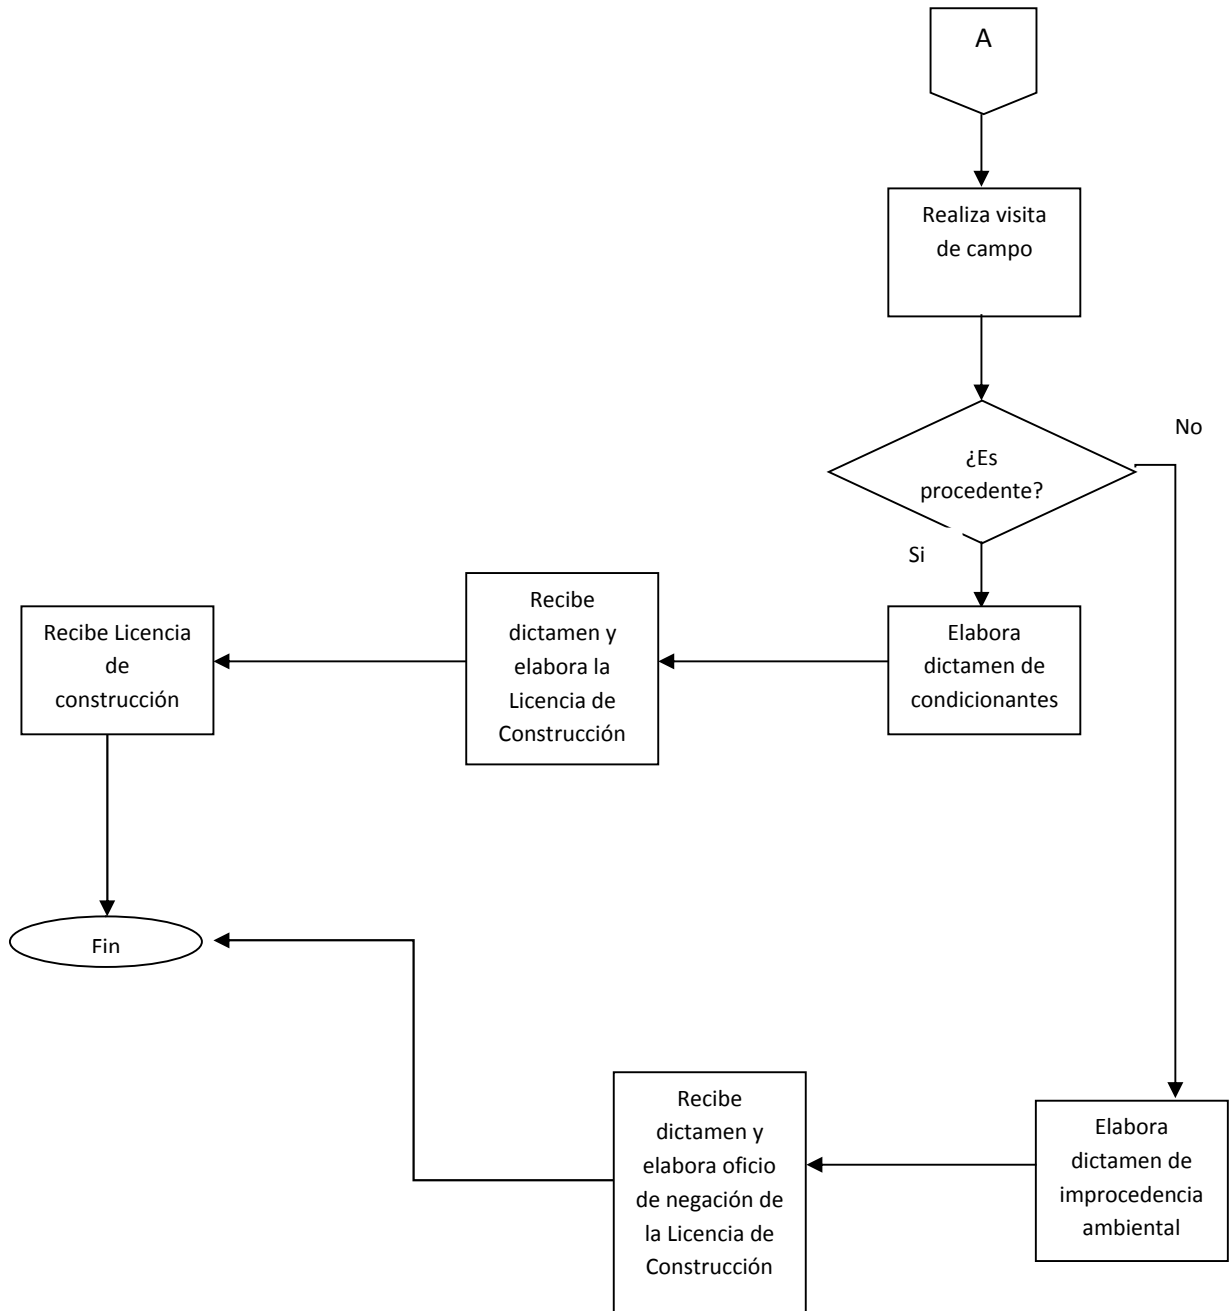 A
Realiza visita
de campo
¿Es
procedente?
No
Si
Elabora
dictamen de
condicionantes
Recibe
dictamen y
elabora la
Licencia de
Construcción
Recibe Licencia
de
construcción
Fin
Elabora
dictamen de
improcedencia
ambiental
Recibe
dictamen y
elabora oficio
de negación de
la Licencia de
Construcción